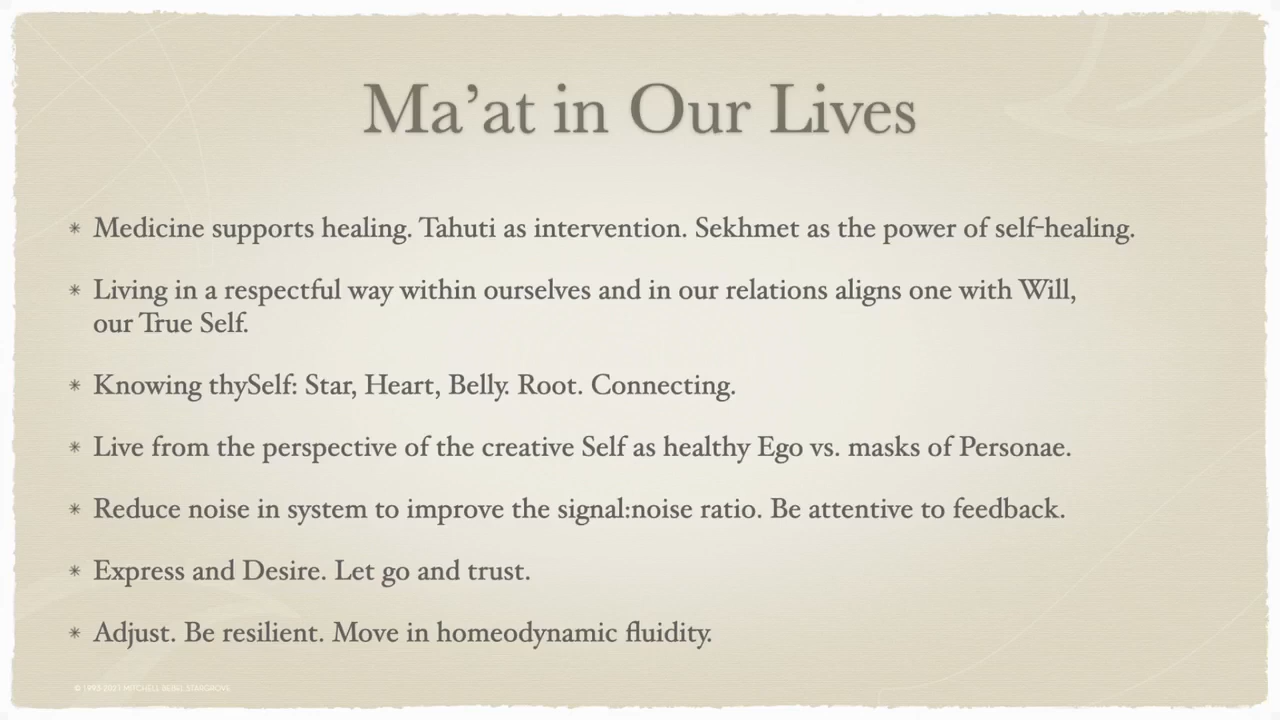 Ma’at in Our Lives
* Medicine supports healing. Tahuti as intervention. Sekhmet as the power of self-healing.
* Living in a respectful way within ourselves and in our relations aligns one with Will,
our True Self.
* Knowing thySelf: Star, Heart, Belly. Root. Connecting.
* Live from the perspective of the creative Self as healthy Ego vs. masks of Personae.
* Reduce noise in system to improve the signal:noise ratio. Be attentive to feedback.
* Express and Desire. Let go and trust.
* Adjust. Be resilient. Move in homeodynamic fluidity.
MITCHELL STARGROVE